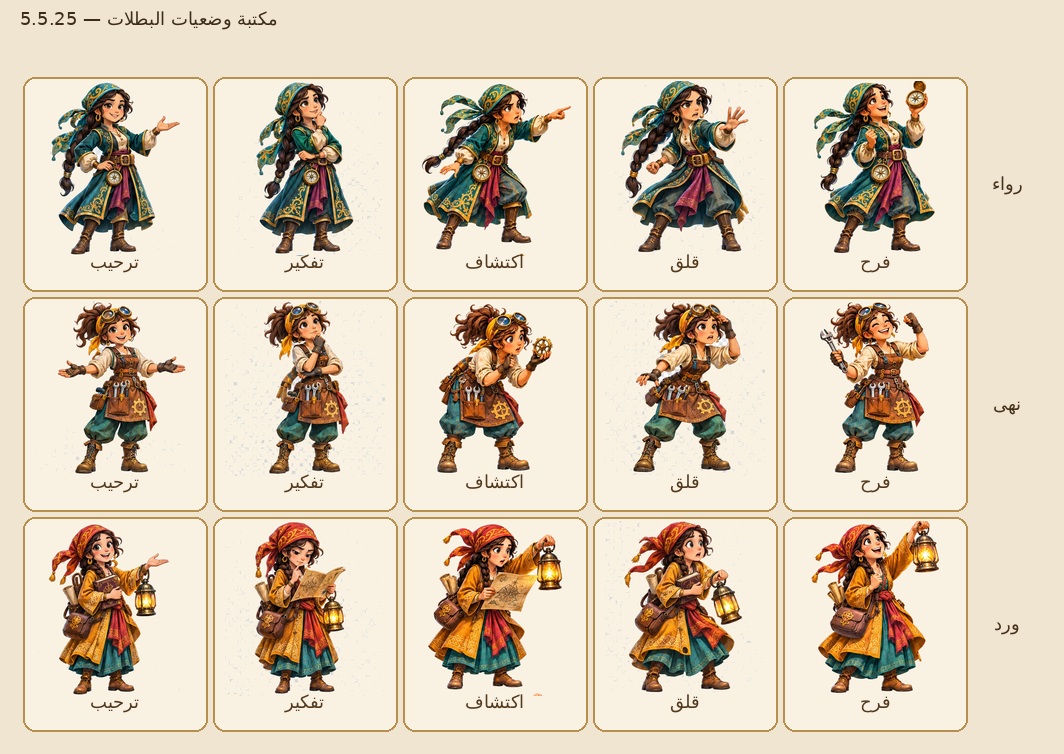 مكتبة وضعيات البطلات — 5.5.25
رواء
فرح
قلق
اكتشاف
تفكير
ترحيب
نهى
فرح
قلق
اكتشاف
تفكير
ترحيب
ورد
فرح
قلق
اكتشاف
تفكير
ترحيب